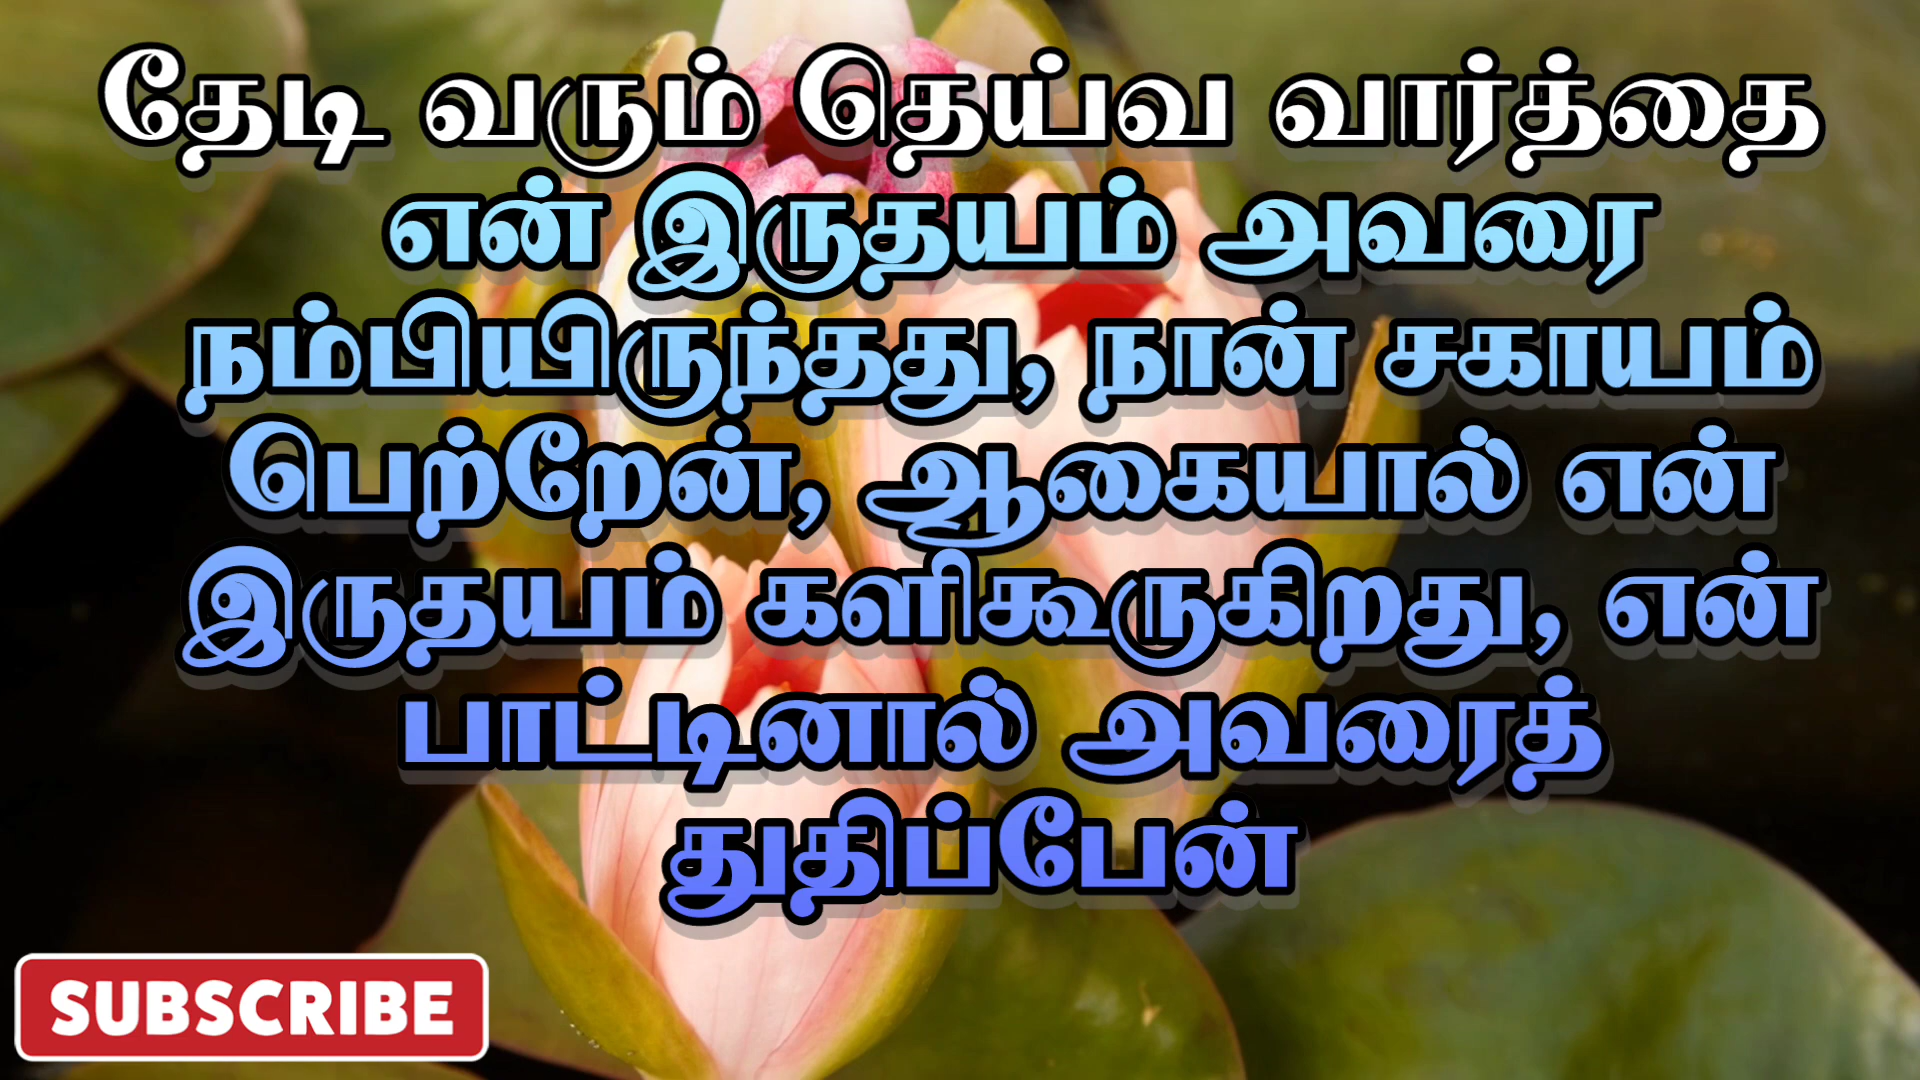 தேடி வரும் தெய்வ வார்த்தை
என் இருதயம் அவரை
நம்பியிருந்தது, நான் சகாயம்
பெற்றேன், ஆகையால் என்
இருதயம் களிகூருகிறது, என்
பாட்டினால் அவரைத்
துதிப்பேன்
SUBSCRIBE